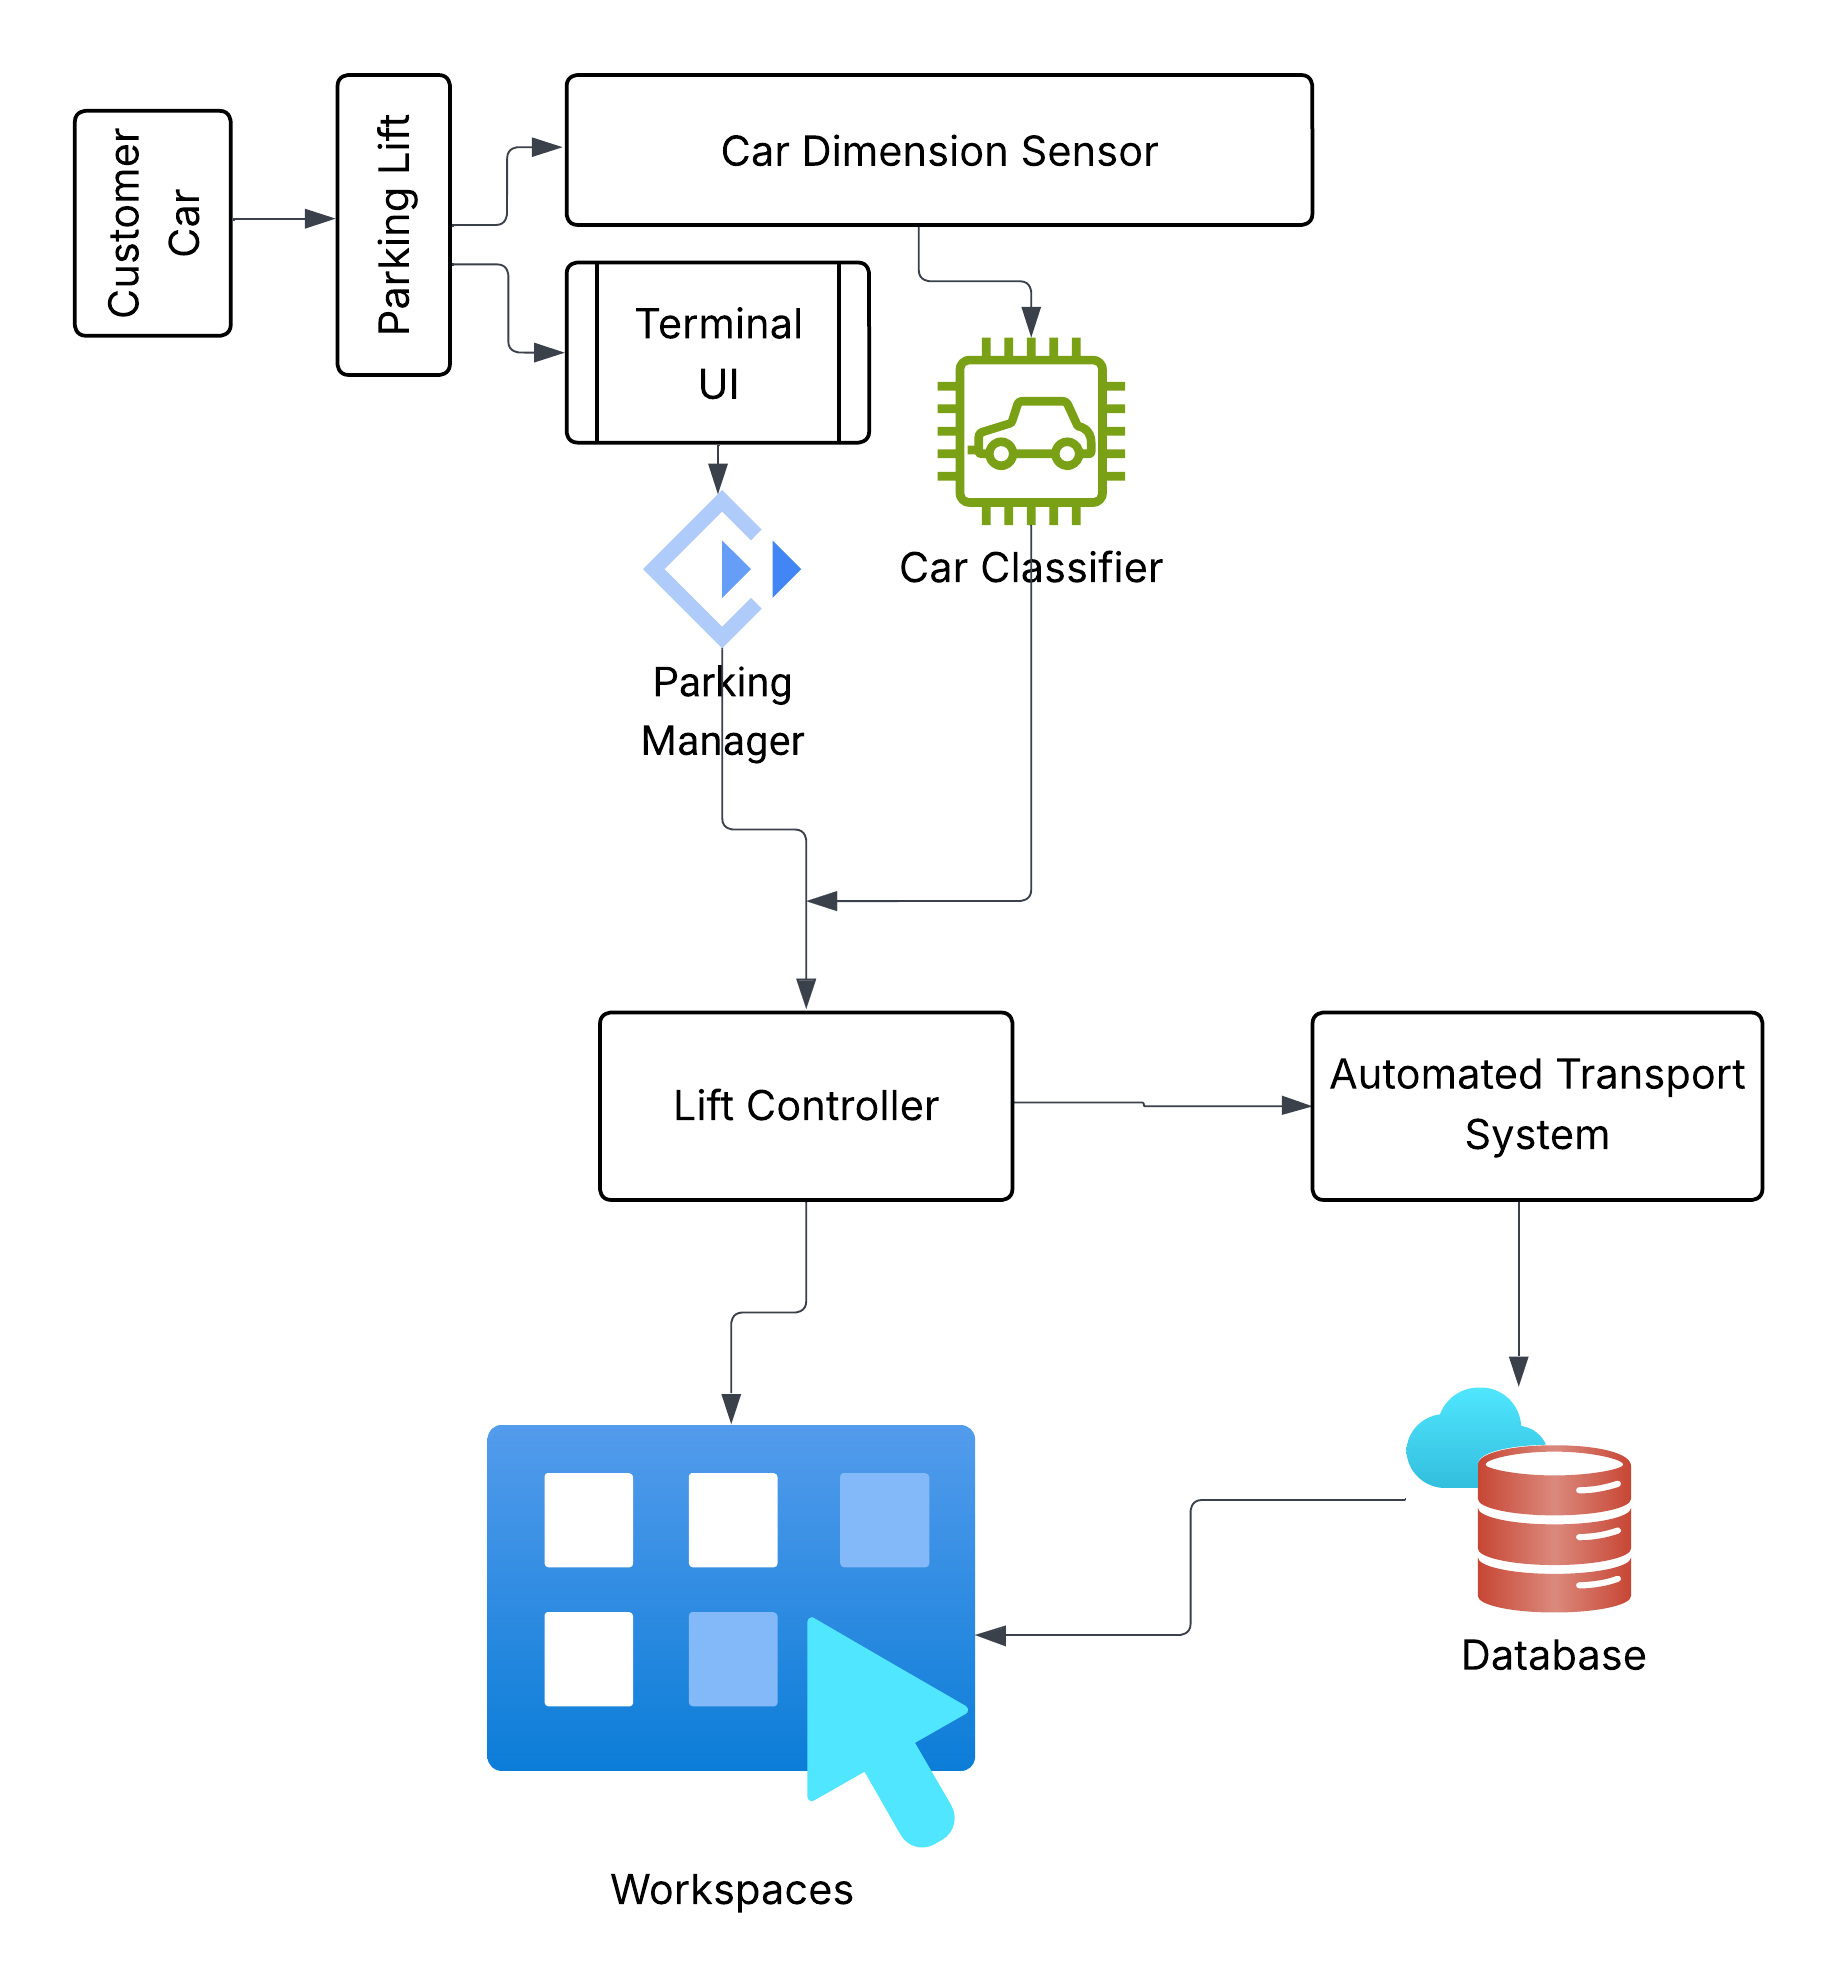 Customer
Car
Parking Lift
Car Dimension Sensor
Terminal
UI
Car Classifier
Parking
Manager
Lift Controller
Automated Transport
System
Database
Workspaces